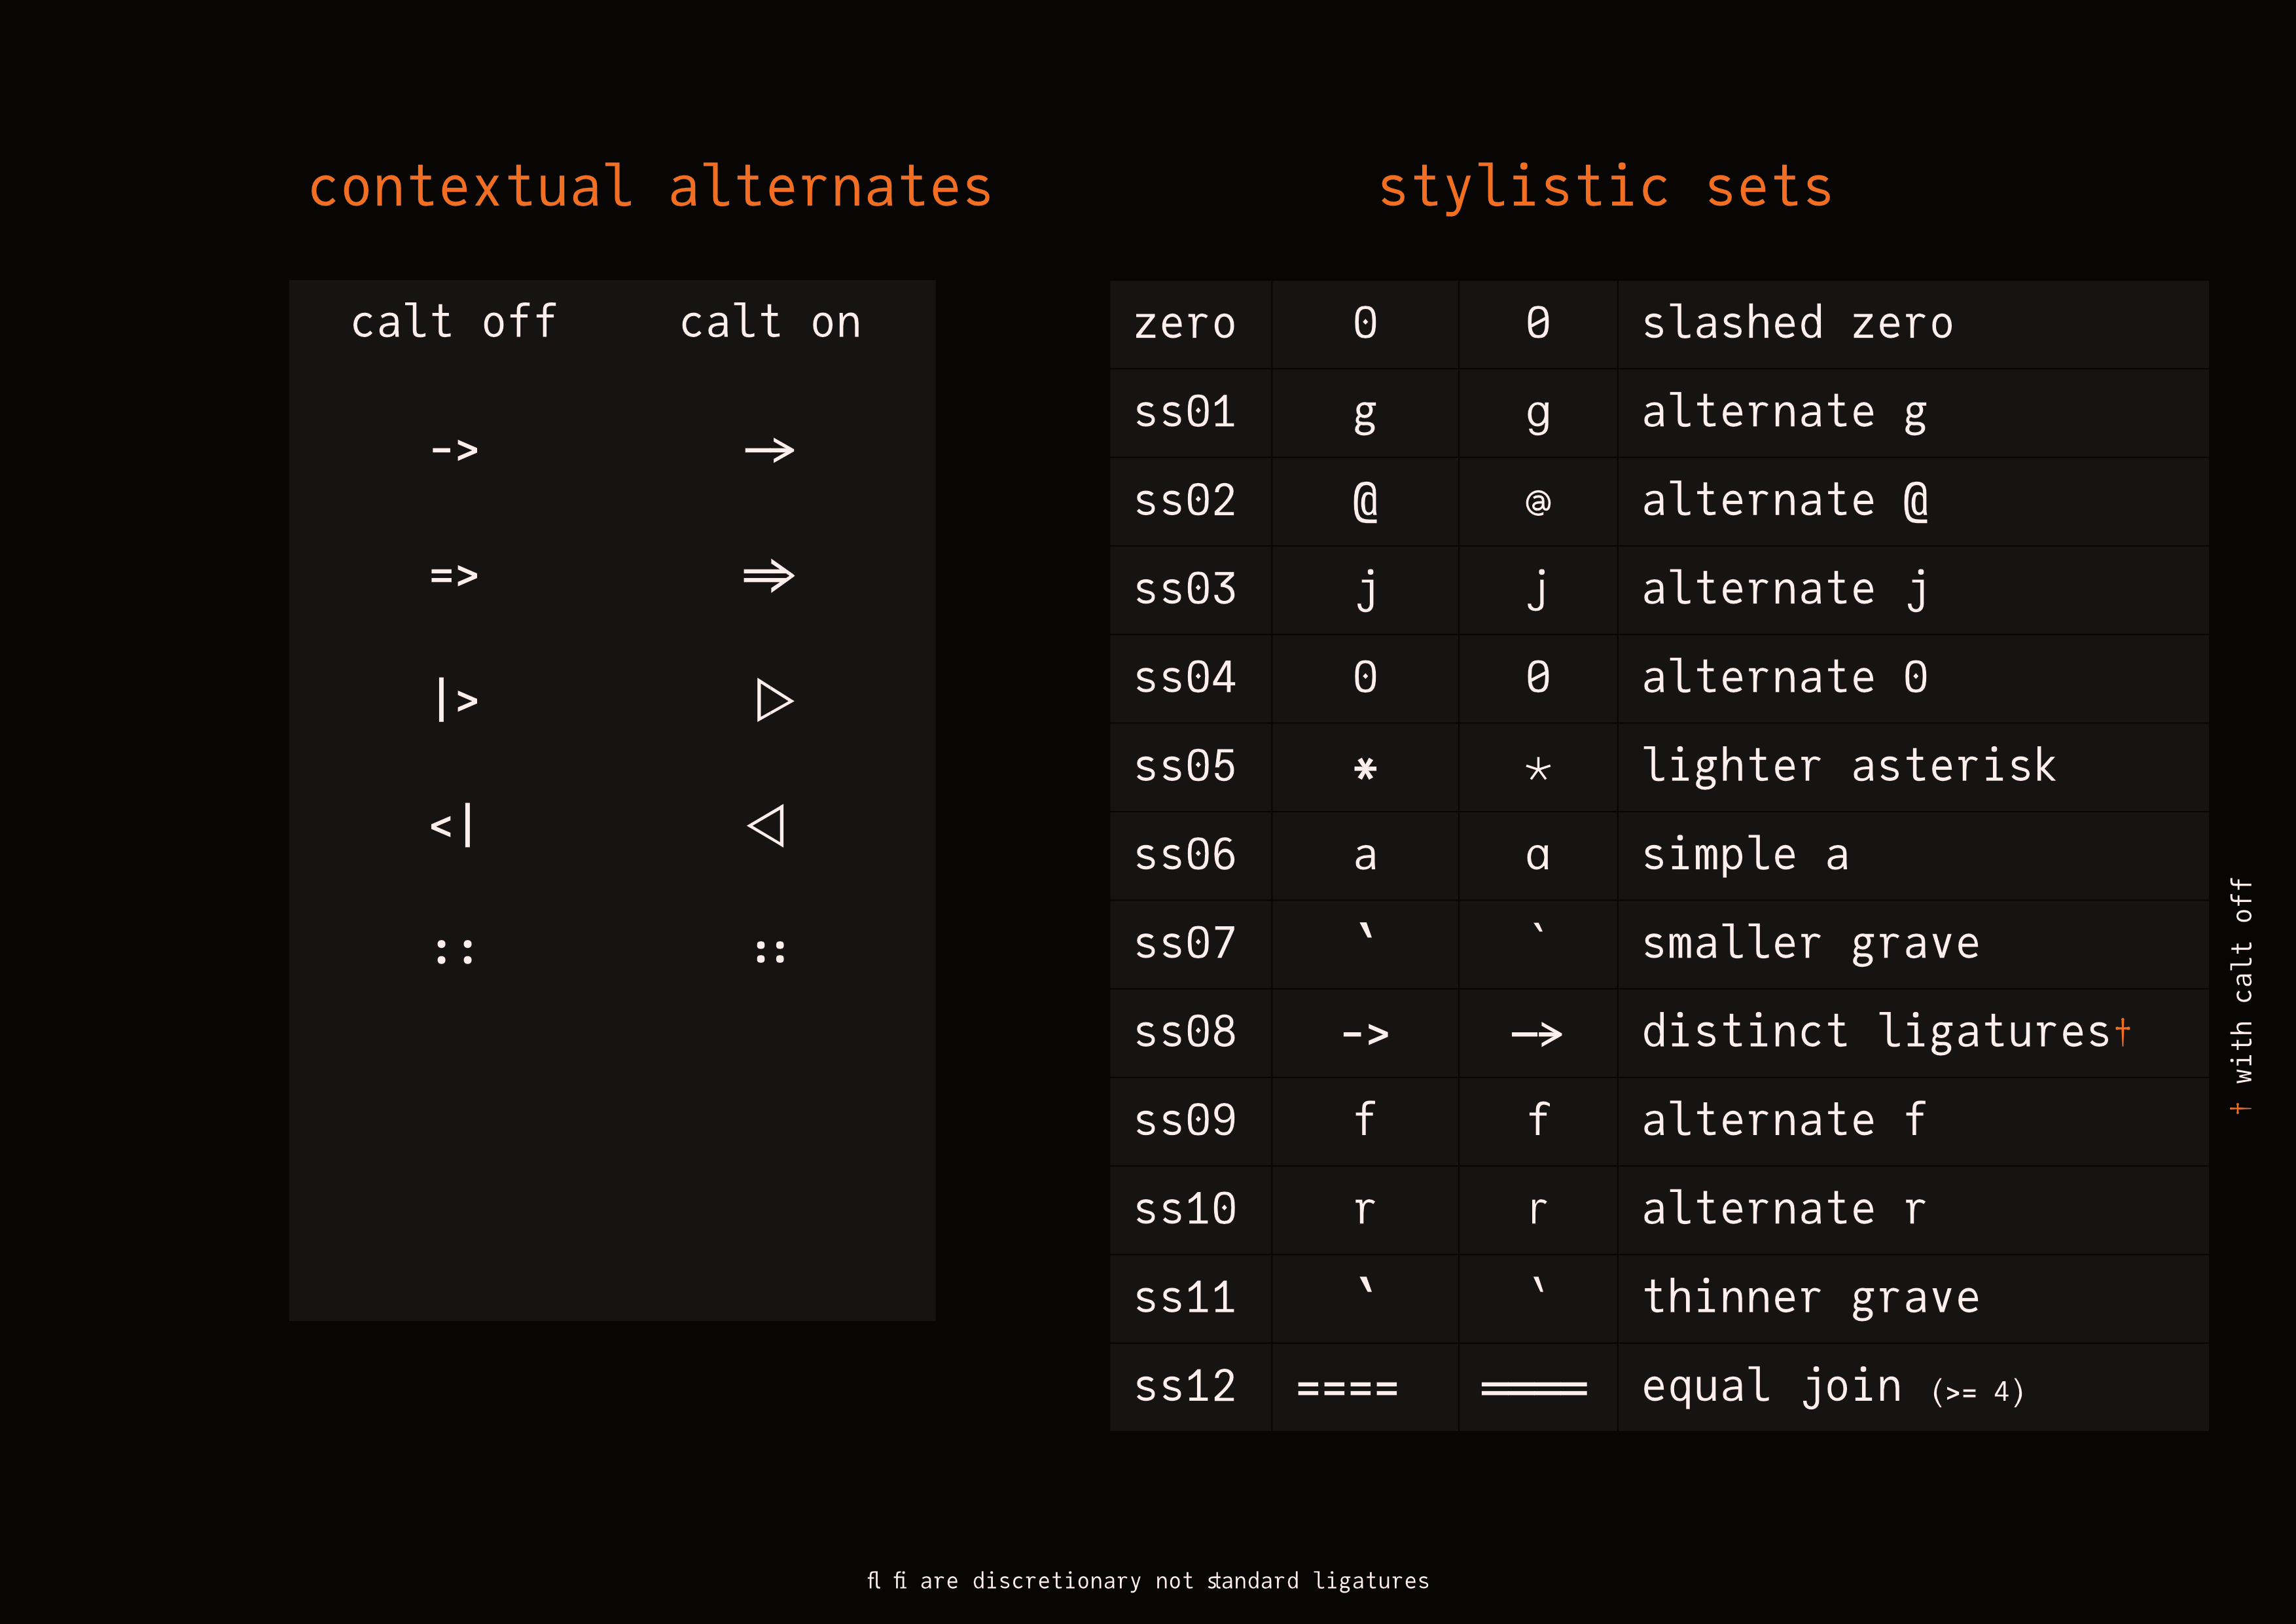 contextual alternates
calt off calt on
-> →
=> ⇒
|> ▷
<| ◁
:: ::
stylistic sets
zero 0 0 slashed zero
ss01 g g alternate g
ss02 @ @ alternate @
ss03 j j alternate j
ss04 0 0 alternate 0
ss05 * * lighter asterisk
ss06 a ɑ simple a
ss07 ` ` smaller grave
ss08 -> → distinct ligatures†
ss09 f f alternate f
ss10 r r alternate r
ss11 ` ` thinner grave
ss12 ==== ==== equal join (>= 4)
† with calt off
fl fi are discretionary not standard ligatures